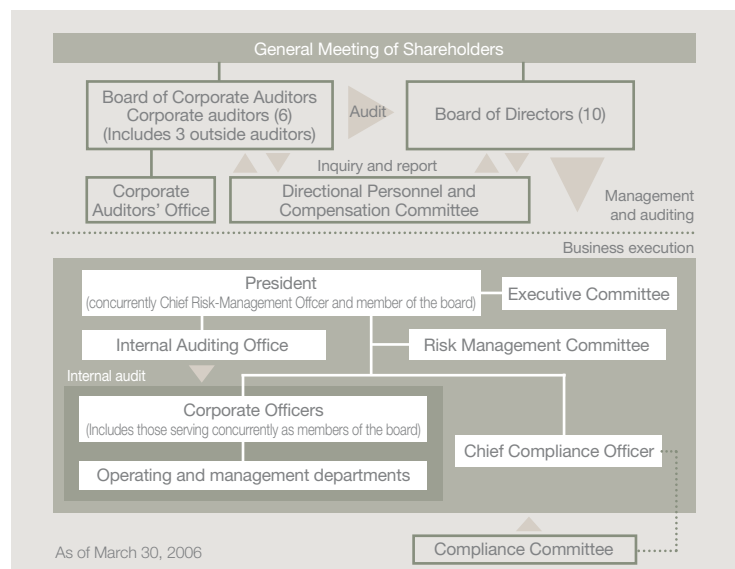 General Meeting of Shareholders
Board of Corporate Auditors
Corporate auditors (6)
(Includes 3 outside auditors)
Audit
Board of Directors (10)
Inquiry and report
Corporate
Auditors' Office
Directional Personnel and
Compensation Committee
Management
and auditing
Business execution
President
(concurrently Chief Risk-Management Offcer and member of the board)
Executive Committee
Internal Auditing Office
Risk Management Committee
Internal audit
Corporate Officers
(Includes those serving concurrently as members of the board)
Chief Compliance Officer
Operating and management departments
As of March 30, 2006
Compliance Committee